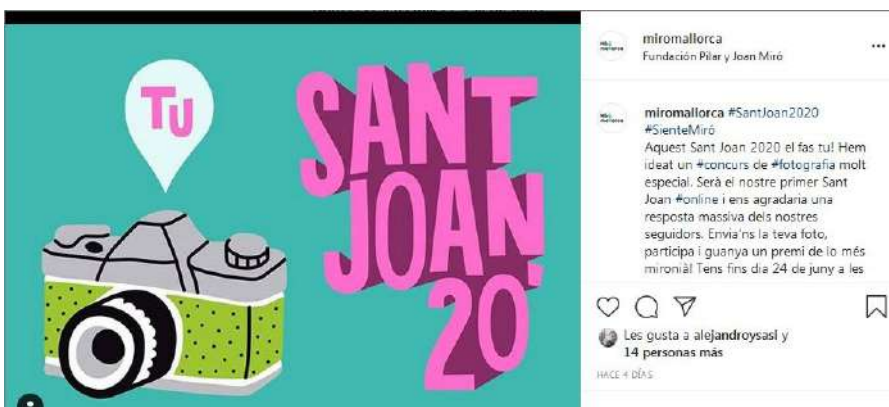 TU
SANT
JOAN.
20
miromallorca
Fundación Pilar y Joan Miró
miromallorca #SantJoan2020
#SienteMiró
Aquest Sant Joan 2020 el fas tu! Hem
ideat un #concurs de #fotografia molt
especial. Serà el nostre primer Sant
Joan #online i ens agradaria una
resposta massiva dels nostres
seguidors. Envia'ns la teva foto,
participa i guanya un premi de lo més
mironià! Tens fins dia 24 de juny a les
Les gusta a alejandroysasl y
14 personas más
HACE 4 DÍAS